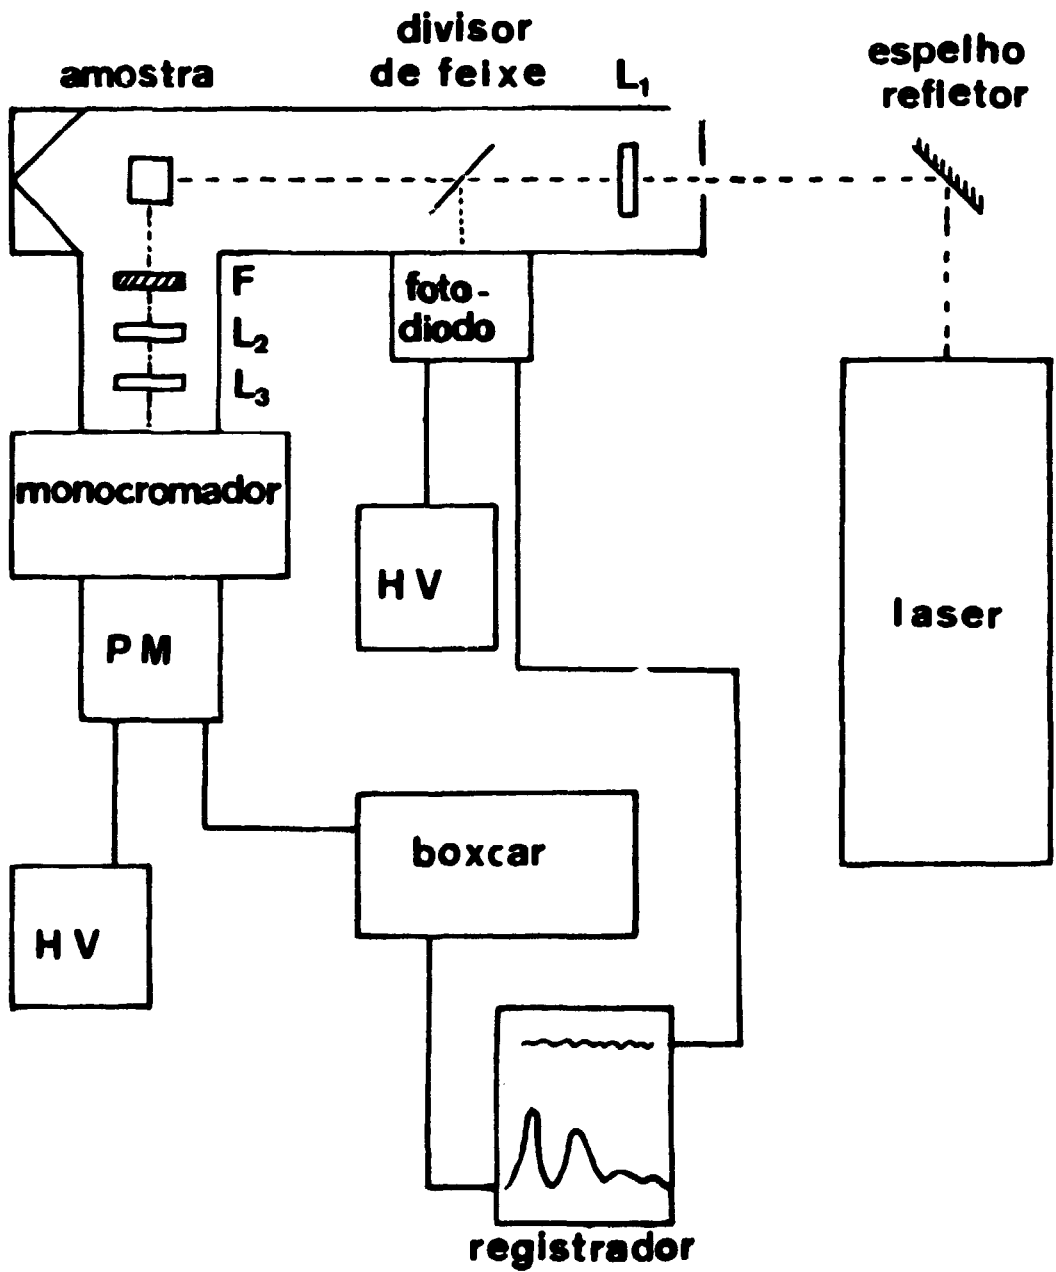 divisor
de feixe
amostra
L₁
espelho
refletor
F
L₂
L₃
foto-
diodo
monocromador
HV
PM
laser
boxcar
HV
registrador